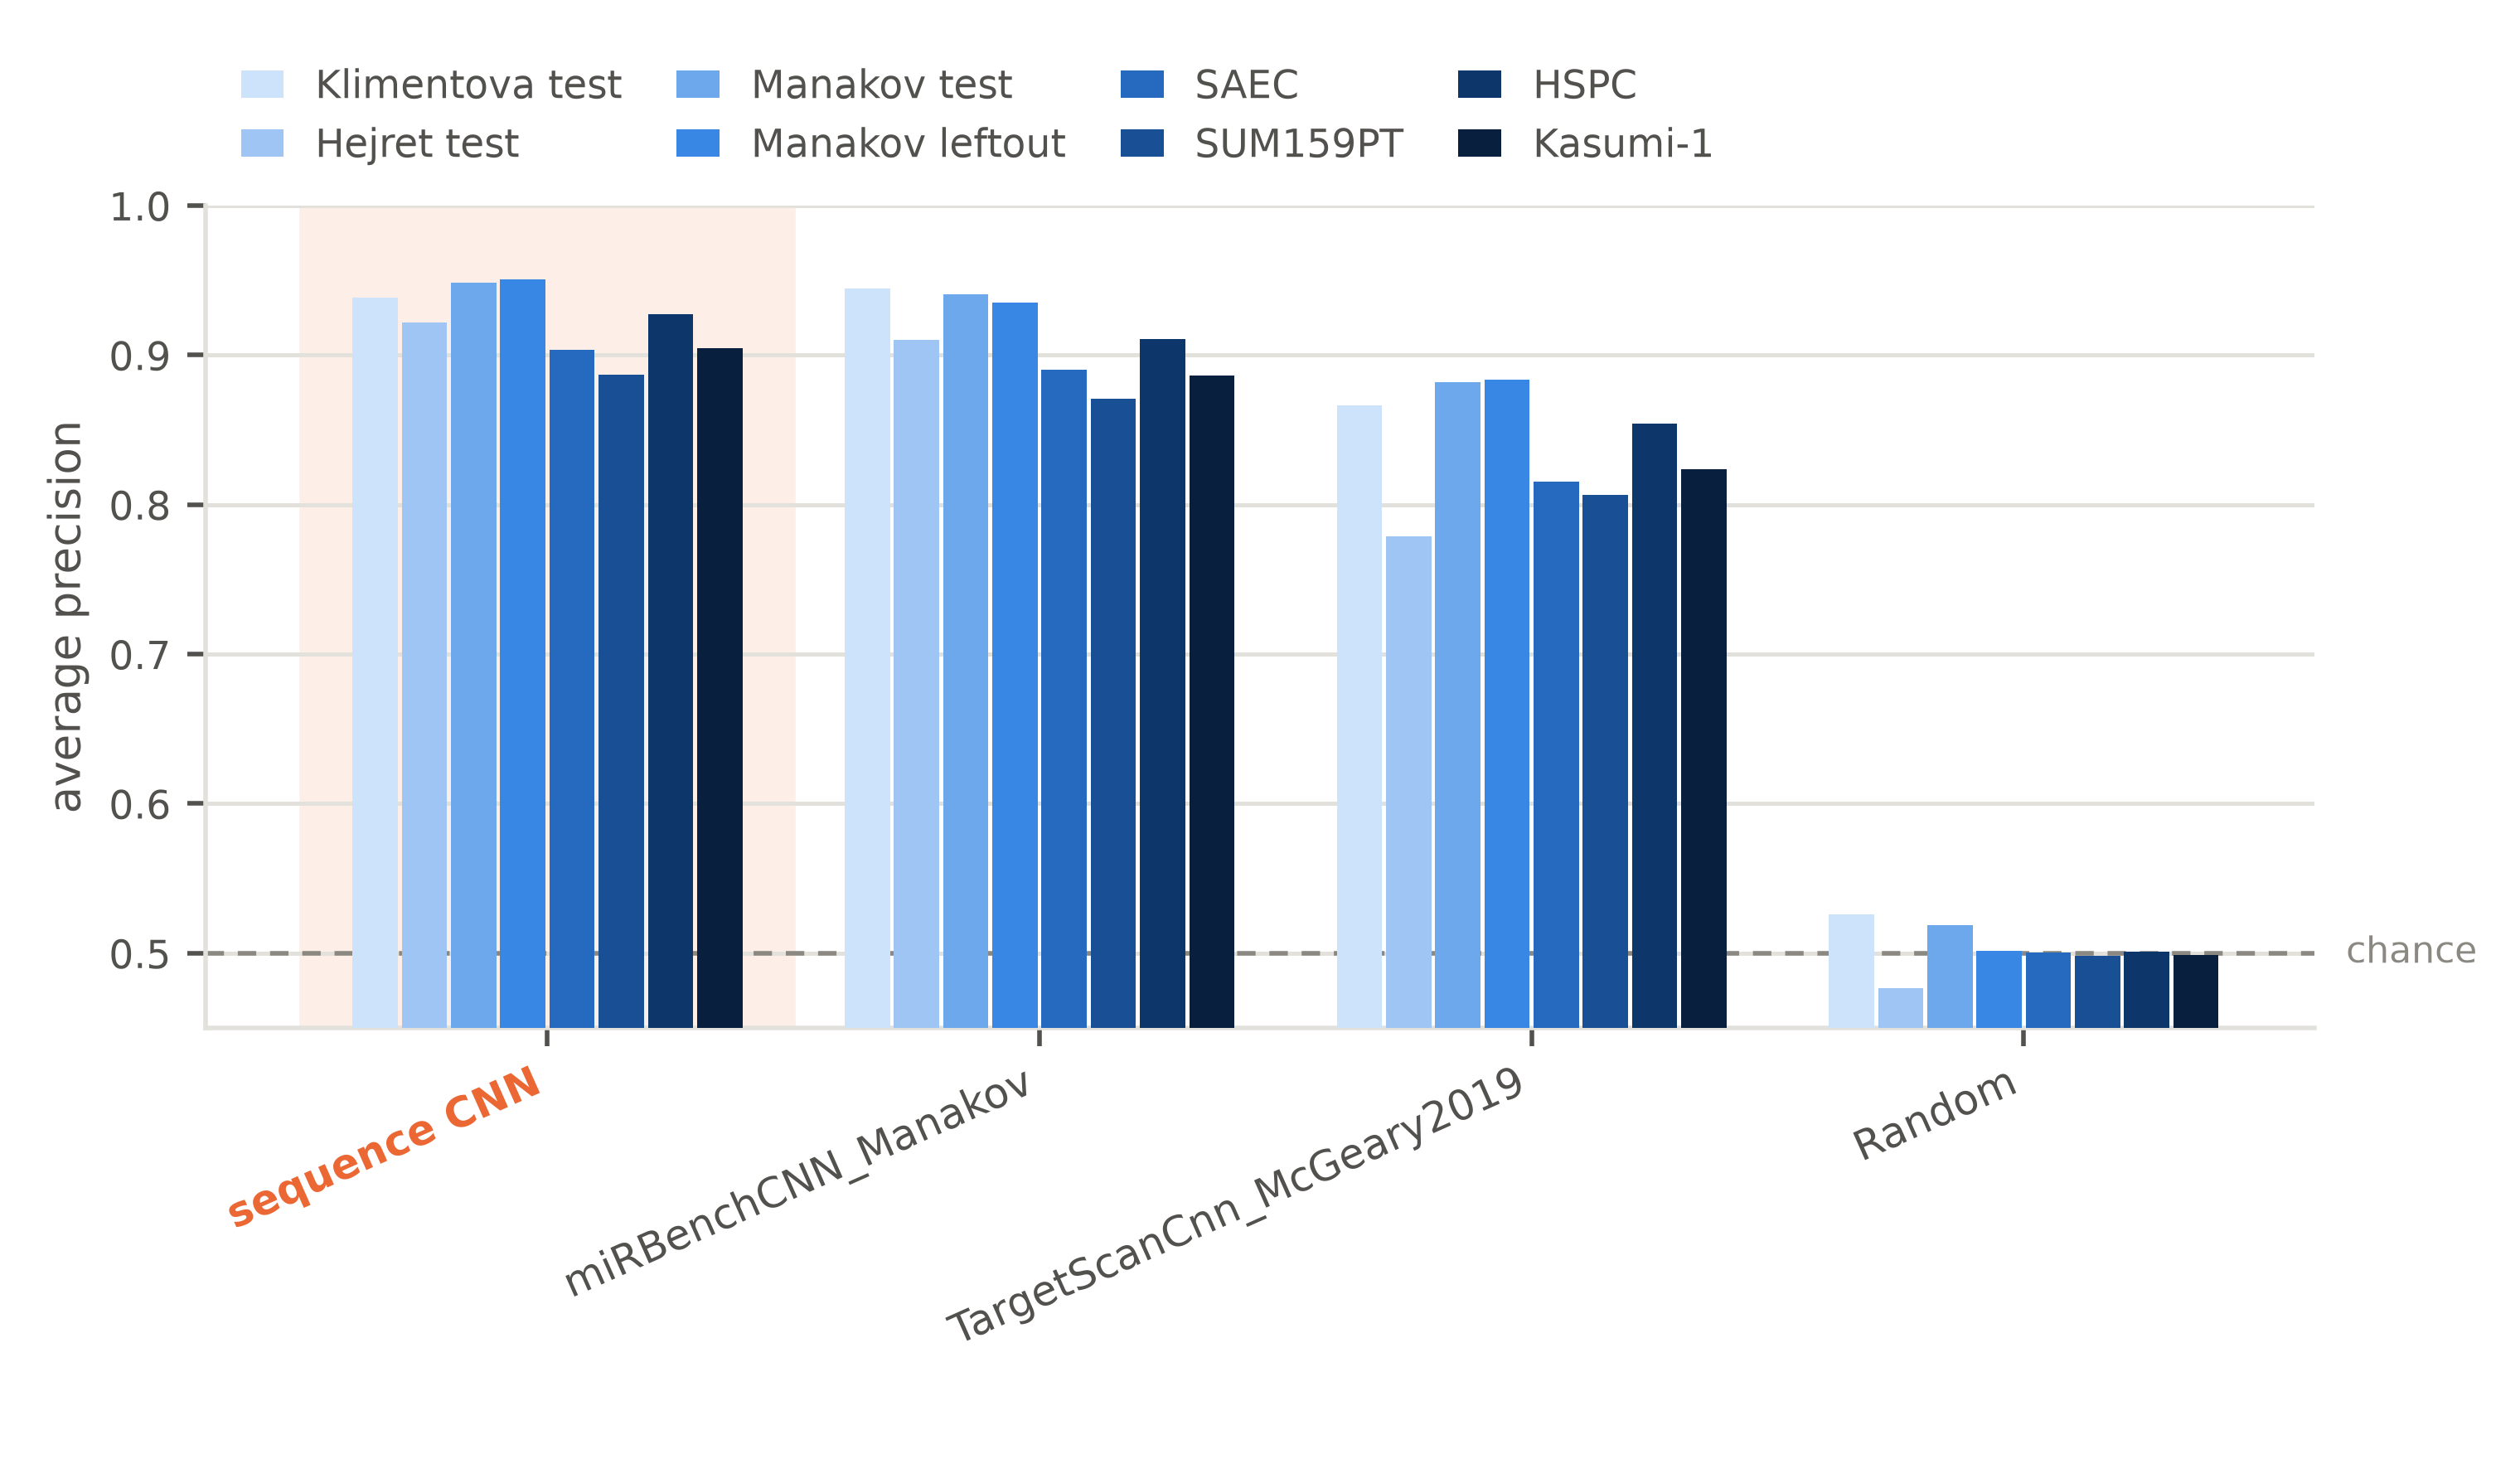 Klimentova test
Hejret test
Manakov test
Manakov leftout
SAEC
SUM159PT
HSPC
Kasumi-1
average precision
1.0
0.9
0.8
0.7
0.6
0.5
chance
sequence CNN
miRBenchCNN_Manakov
TargetScanCnn_McGeary2019
Random